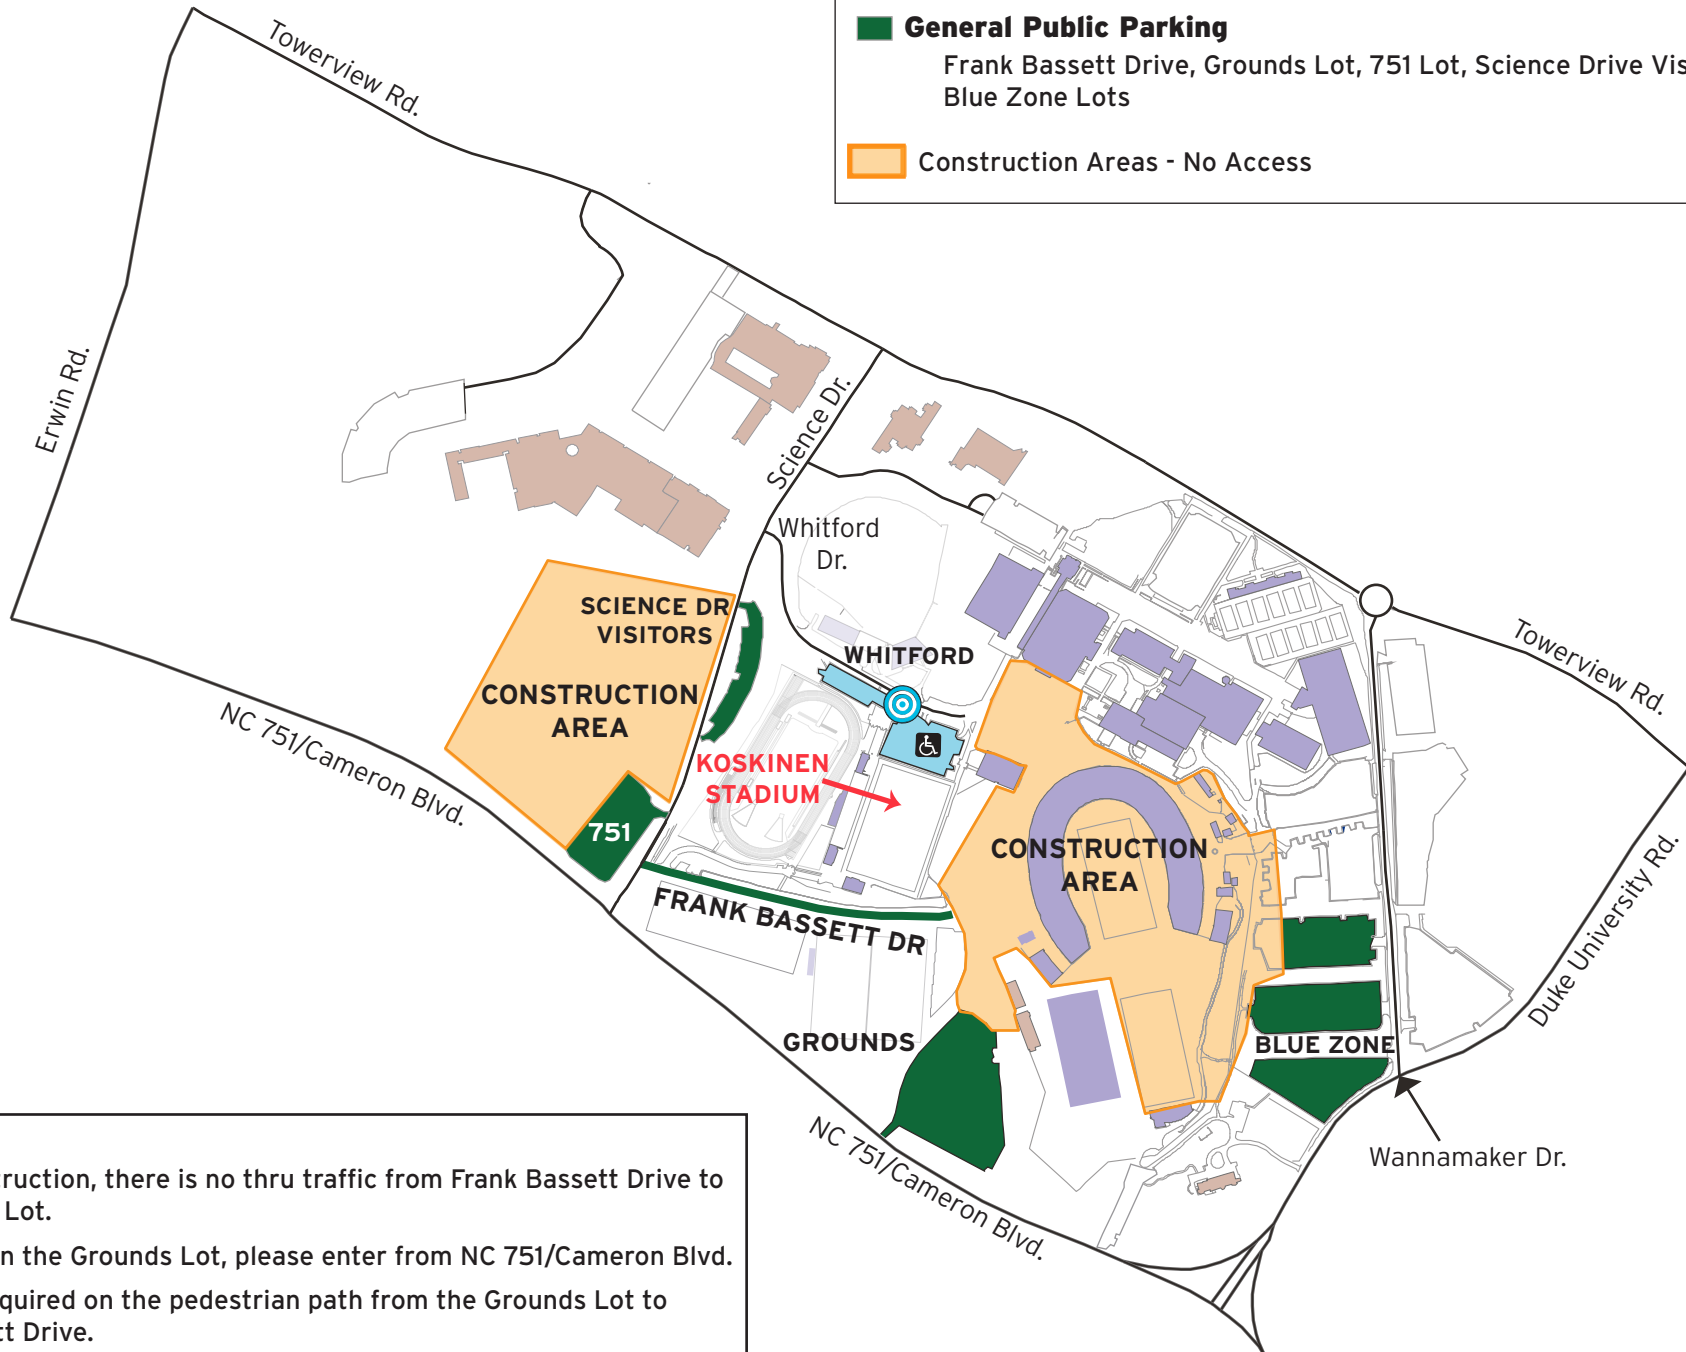 General Public Parking
Frank Bassett Drive, Grounds Lot, 751 Lot, Science Drive
Blue Zone Lots
Construction Areas - No Access
Towerview Rd.
Erwin Rd.
Science Dr.
Whitford
Dr.
SCIENCE DR
VISITORS
CONSTRUCTION
AREA
WHITFORD
NC 751/Cameron Blvd.
KOSKINEN
STADIUM
751
FRANK BASSETT DR
CONSTRUCTION
AREA
Towerview Rd.
Duke University Rd.
GROUNDS
BLUE ZONE
NC 751/Cameron Blvd.
Wannamaker Dr.
there is no thru traffic from Frank Bassett Drive to
Lot.
the Grounds Lot, please enter from NC 751/Cameron Blvd.
on the pedestrian path from the Grounds Lot to
Drive.